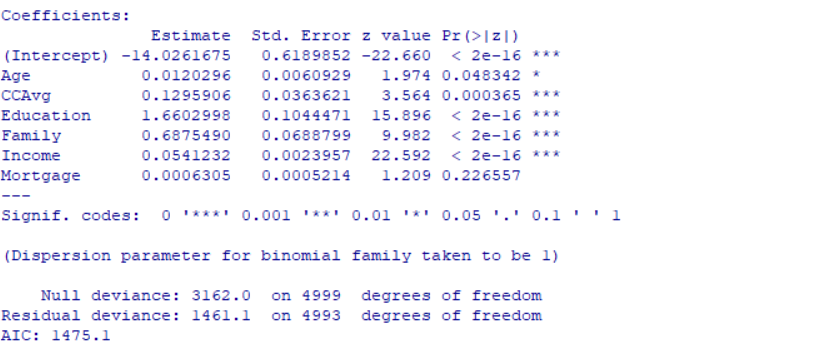 Coefficients:
Estimate Std. Error z value Pr(>|z|)
(Intercept) -14.0261675 0.6189852 -22.660 < 2e-16 ***
Age 0.0120296 0.0060929 1.974 0.048342 *
CCAvg 0.1295906 0.0363621 3.564 0.000365 ***
Education 1.6602998 0.1044471 15.896 < 2e-16 ***
Family 0.6875490 0.0688799 9.982 < 2e-16 ***
Income 0.0541232 0.0023957 22.592 < 2e-16 ***
Mortgage 0.0006305 0.0005214 1.209 0.226557
---
Signif. codes: 0 '***' 0.001 '**' 0.01 '*' 0.05 '.' 0.1 ' ' 1
(Dispersion parameter for binomial family taken to be 1)
Null deviance: 3162.0 on 4999 degrees of freedom
Residual deviance: 1461.1 on 4993 degrees of freedom
AIC: 1475.1